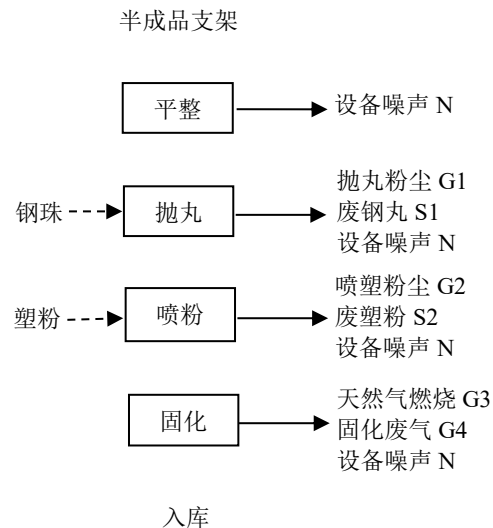 半成品支架
平整
设备噪声 N
钢珠
抛丸
抛丸粉尘 G1
废钢丸 S1
设备噪声 N
塑粉
喷粉
喷塑粉尘 G2
废塑粉 S2
设备噪声 N
固化
天然气燃烧 G3
固化废气 G4
设备噪声 N
入库